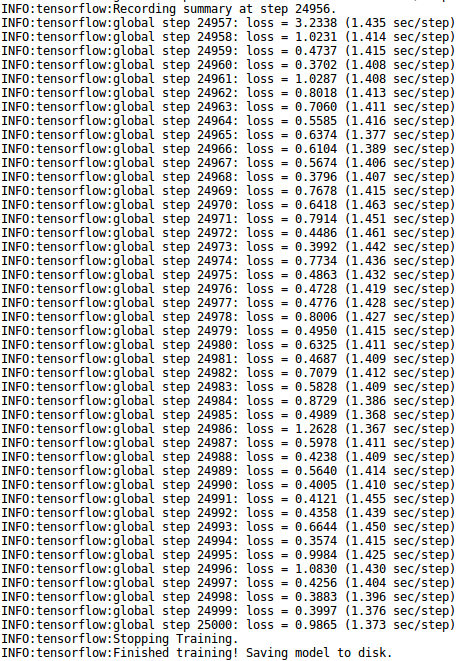 INFO:tensorflow:Recording summary at step 24956.
INFO:tensorflow:global step 24957: loss = 3.2338 (1.435 sec/step)
INFO:tensorflow:global step 24958: loss = 1.0231 (1.414 sec/step)
INFO:tensorflow:global step 24959: loss = 0.4737 (1.415 sec/step)
INFO:tensorflow:global step 24960: loss = 0.3702 (1.408 sec/step)
INFO:tensorflow:global step 24961: loss = 1.0287 (1.408 sec/step)
INFO:tensorflow:global step 24962: loss = 0.8018 (1.413 sec/step)
INFO:tensorflow:global step 24963: loss = 0.7060 (1.411 sec/step)
INFO:tensorflow:global step 24964: loss = 0.5585 (1.416 sec/step)
INFO:tensorflow:global step 24965: loss = 0.6374 (1.377 sec/step)
INFO:tensorflow:global step 24966: loss = 0.6104 (1.389 sec/step)
INFO:tensorflow:global step 24967: loss = 0.5674 (1.406 sec/step)
INFO:tensorflow:global step 24968: loss = 0.3796 (1.407 sec/step)
INFO:tensorflow:global step 24969: loss = 0.7678 (1.415 sec/step)
INFO:tensorflow:global step 24970: loss = 0.6418 (1.463 sec/step)
INFO:tensorflow:global step 24971: loss = 0.7914 (1.451 sec/step)
INFO:tensorflow:global step 24972: loss = 0.4486 (1.461 sec/step)
INFO:tensorflow:global step 24973: loss = 0.3992 (1.442 sec/step)
INFO:tensorflow:global step 24974: loss = 0.7734 (1.436 sec/step)
INFO:tensorflow:global step 24975: loss = 0.4863 (1.432 sec/step)
INFO:tensorflow:global step 24976: loss = 0.4728 (1.419 sec/step)
INFO:tensorflow:global step 24977: loss = 0.4776 (1.428 sec/step)
INFO:tensorflow:global step 24978: loss = 0.8006 (1.427 sec/step)
INFO:tensorflow:global step 24979: loss = 0.4950 (1.415 sec/step)
INFO:tensorflow:global step 24980: loss = 0.6325 (1.411 sec/step)
INFO:tensorflow:global step 24981: loss = 0.4687 (1.409 sec/step)
INFO:tensorflow:global step 24982: loss = 0.7079 (1.412 sec/step)
INFO:tensorflow:global step 24983: loss = 0.5828 (1.409 sec/step)
INFO:tensorflow:global step 24984: loss = 0.8729 (1.386 sec/step)
INFO:tensorflow:global step 24985: loss = 0.4989 (1.368 sec/step)
INFO:tensorflow:global step 24986: loss = 1.2628 (1.367 sec/step)
INFO:tensorflow:global step 24987: loss = 0.5978 (1.411 sec/step)
INFO:tensorflow:global step 24988: loss = 0.4238 (1.409 sec/step)
INFO:tensorflow:global step 24989: loss = 0.5640 (1.414 sec/step)
INFO:tensorflow:global step 24990: loss = 0.4005 (1.410 sec/step)
INFO:tensorflow:global step 24991: loss = 0.4121 (1.455 sec/step)
INFO:tensorflow:global step 24992: loss = 0.4358 (1.439 sec/step)
INFO:tensorflow:global step 24993: loss = 0.6644 (1.450 sec/step)
INFO:tensorflow:global step 24994: loss = 0.3574 (1.415 sec/step)
INFO:tensorflow:global step 24995: loss = 0.9984 (1.425 sec/step)
INFO:tensorflow:global step 24996: loss = 1.0830 (1.430 sec/step)
INFO:tensorflow:global step 24997: loss = 0.4256 (1.404 sec/step)
INFO:tensorflow:global step 24998: loss = 0.3883 (1.396 sec/step)
INFO:tensorflow:global step 24999: loss = 0.3997 (1.376 sec/step)
INFO:tensorflow:global step 25000: loss = 0.9865 (1.373 sec/step)
INFO:tensorflow:Stopping Training.
INFO:tensorflow:Finished training! Saving model to disk.